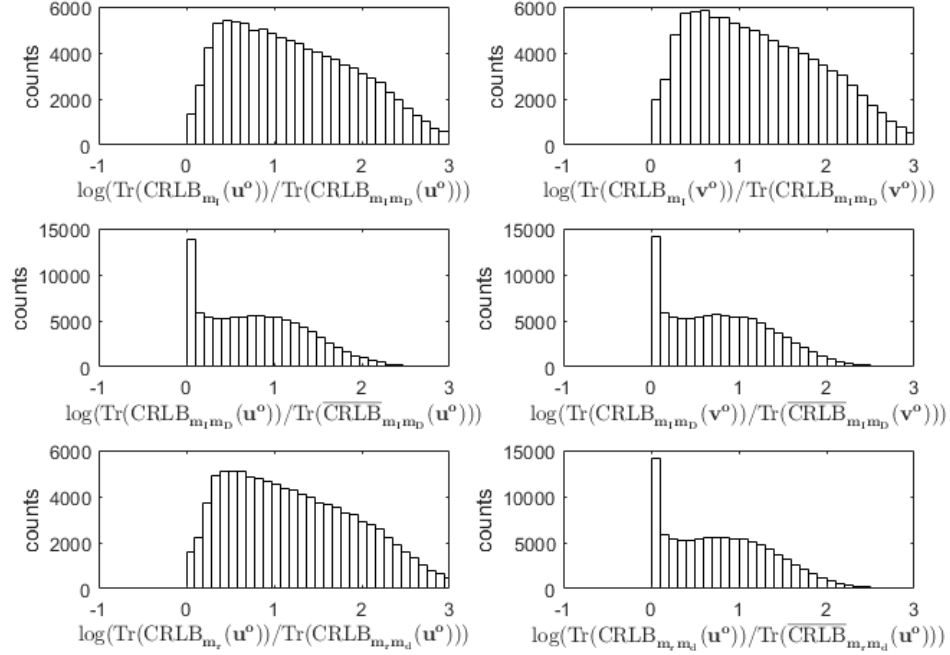 6000
4000
2000
0
counts
-1 0 1 2 3
log(Tr(CRLB_{m_I}(u^o))/Tr(CRLB_{m_I m_D}(u^o)))
6000
4000
2000
0
counts
-1 0 1 2 3
log(Tr(CRLB_{m_I}(v^o))/Tr(CRLB_{m_I m_D}(v^o)))
15000
10000
5000
0
counts
-1 0 1 2 3
log(Tr(CRLB_{m_I m_D}(u^o))/Tr(\overline{CRLB}_{m_I m_D}(u^o)))
15000
10000
5000
0
counts
-1 0 1 2 3
log(Tr(CRLB_{m_I m_D}(v^o))/Tr(\overline{CRLB}_{m_I m_D}(v^o)))
6000
4000
2000
0
counts
-1 0 1 2 3
log(Tr(CRLB_{m_r}(u^o))/Tr(CRLB_{m_r m_d}(u^o)))
15000
10000
5000
0
counts
-1 0 1 2 3
log(Tr(CRLB_{m_r m_d}(u^o))/Tr(\overline{CRLB}_{m_r m_d}(u^o)))